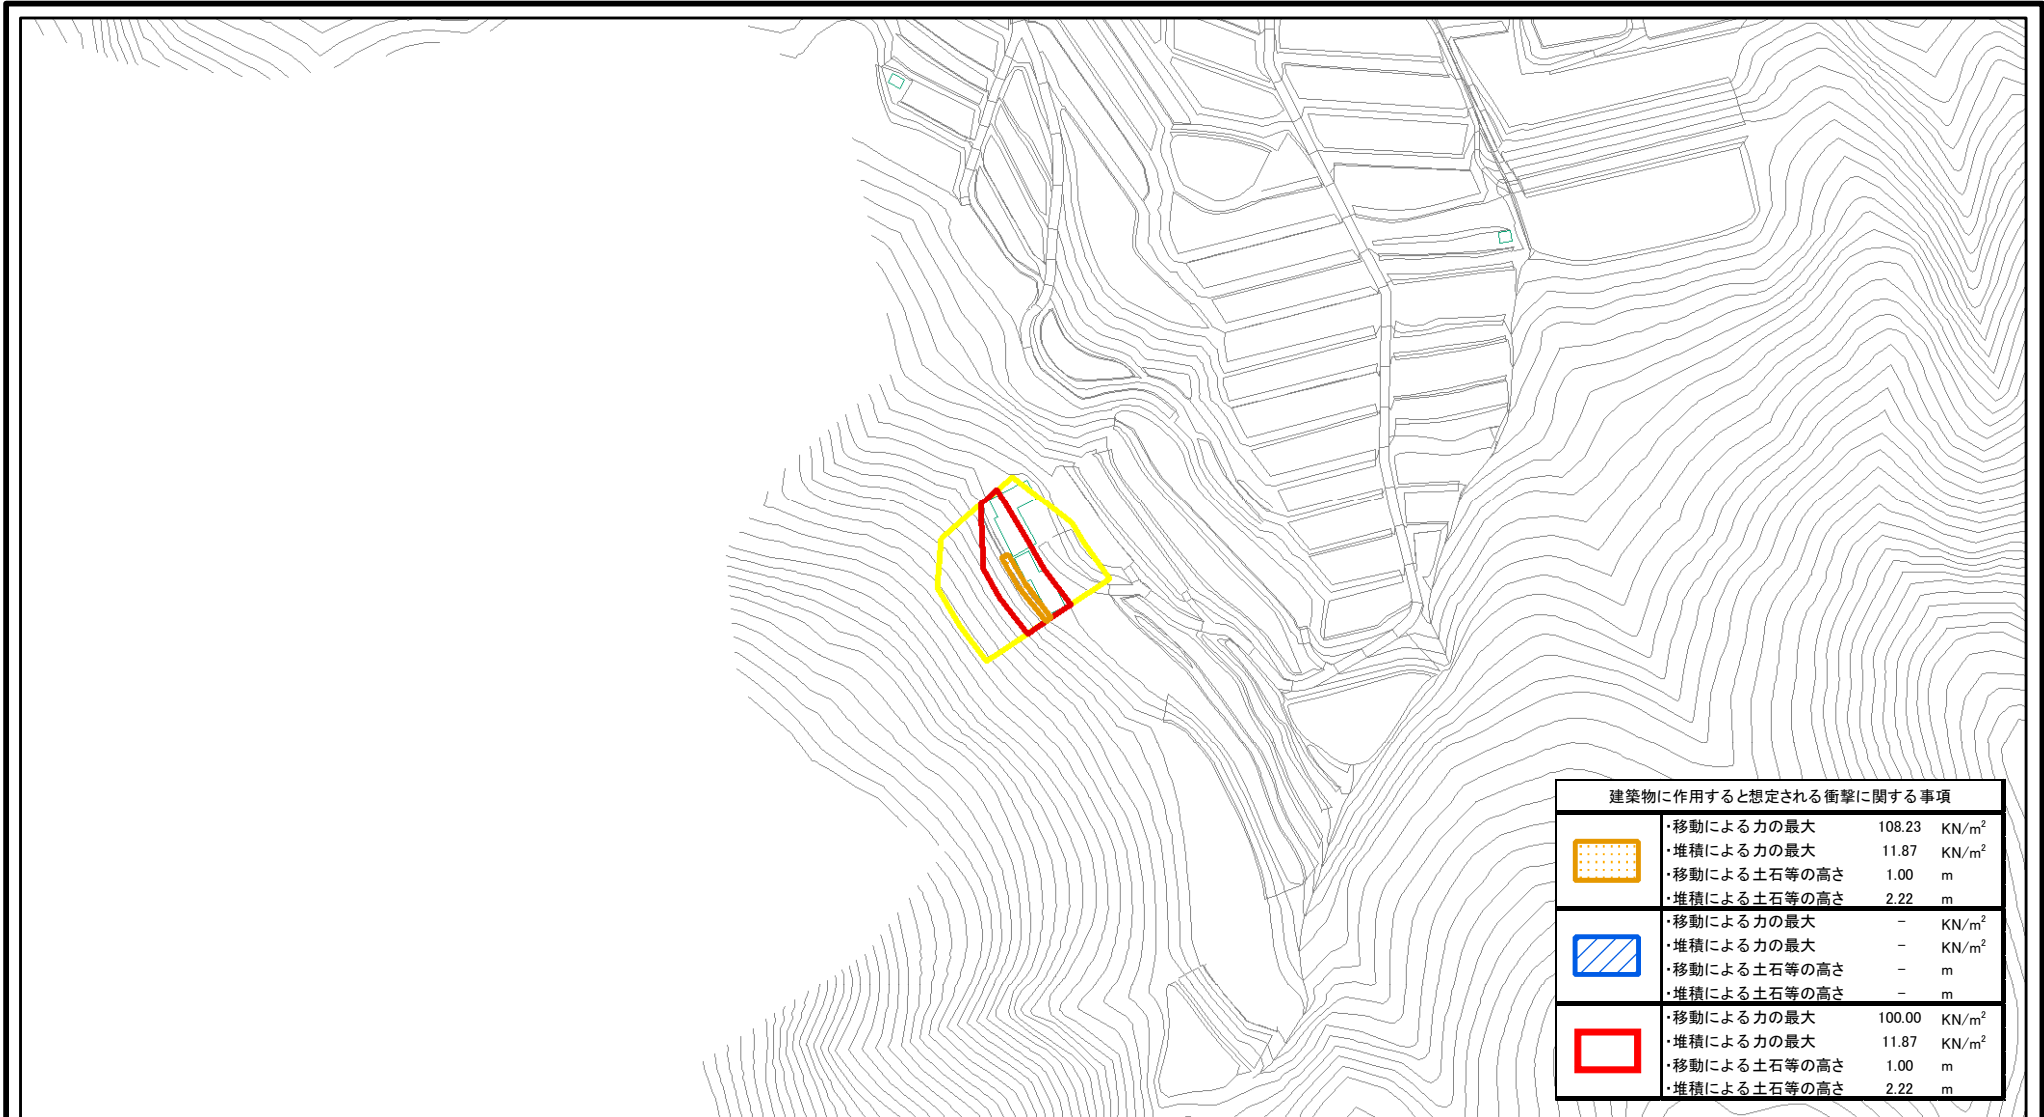 建築物に作用すると想定される衝撃に関する事項
・移動による力の最大 108.23 KN/m²
・堆積による力の最大 11.87 KN/m²
・移動による土石等の高さ 1.00 m
・堆積による土石等の高さ 2.22 m
・移動による力の最大 － KN/m²
・堆積による力の最大 － KN/m²
・移動による土石等の高さ － m
・堆積による土石等の高さ － m
・移動による力の最大 100.00 KN/m²
・堆積による力の最大 11.87 KN/m²
・移動による土石等の高さ 1.00 m
・堆積による土石等の高さ 2.22 m